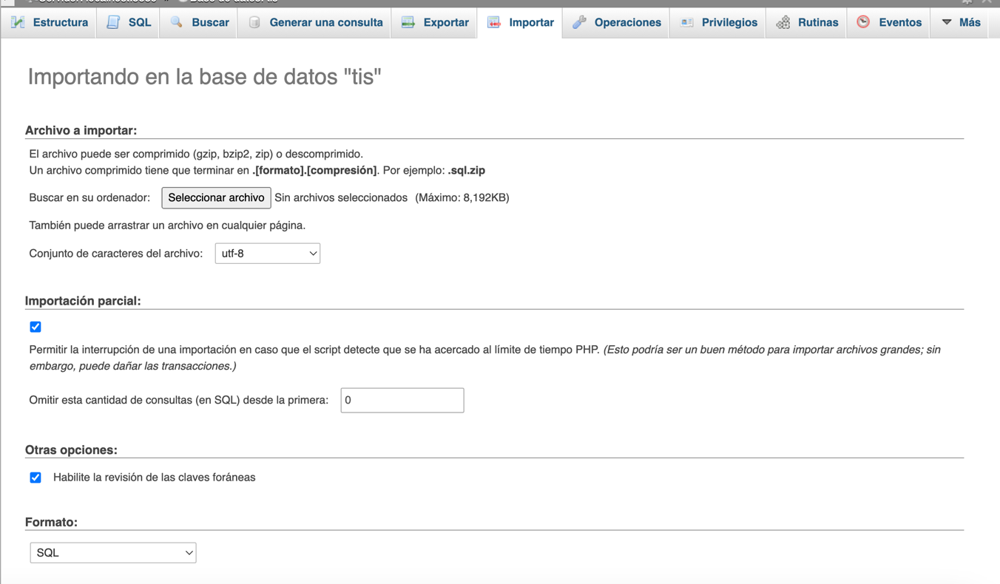 Estructura SQL Buscar Generar una consulta Exportar Importar Operaciones Privilegios Rutinas Eventos Más
Importando en la base de datos "tis"
Archivo a importar:
El archivo puede ser comprimido (gzip, bzip2, zip) o descomprimido.
Un archivo comprimido tiene que terminar en .[formato].[compresión]. Por ejemplo: .sql.zip
Buscar en su ordenador: Seleccionar archivo Sin archivos seleccionados (Máximo: 8,192KB)
También puede arrastrar un archivo en cualquier página.
Conjunto de caracteres del archivo: utf-8
Importación parcial:
Permitir la interrupción de una importación en caso que el script detecte que se ha acercado al límite de tiempo PHP. (Esto podría ser un buen método para importar archivos grandes; sin
embargo, puede dañar las transacciones.)
Omitir esta cantidad de consultas (en SQL) desde la primera: 0
Otras opciones:
Habilite la revisión de las claves foráneas
Formato:
SQL